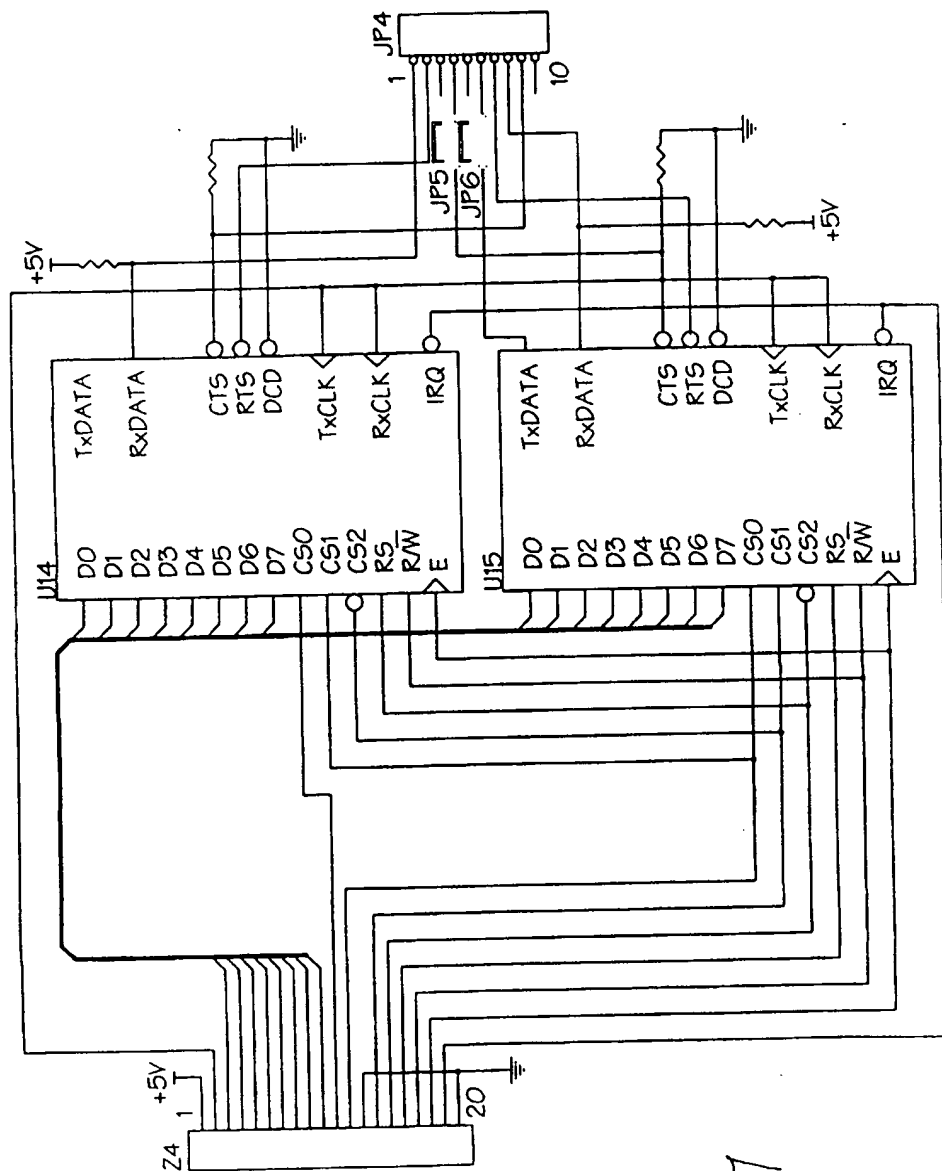 Z4
1
+5V
20
U14
D0
D1
D2
D3
D4
D5
D6
D7
CS0
CS1
CS2
RS
R/W̅
E
TxDATA
RxDATA
CTS
RTS
DCD
TxCLK
RxCLK
IRQ
+5V
U15
D0
D1
D2
D3
D4
D5
D6
D7
CS0
CS1
CS2
RS
R/W̅
E
TxDATA
RxDATA
CTS
RTS
DCD
TxCLK
RxCLK
IRQ
+5V
JP5
JP6
JP4
1
10